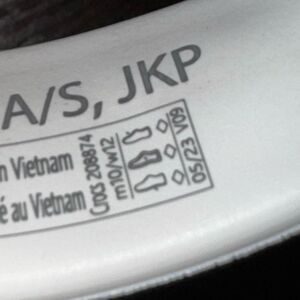 A/S, JKP
n Vietnam
é au Vietnam
Crocs 208874
m10/w12
05/23 V09